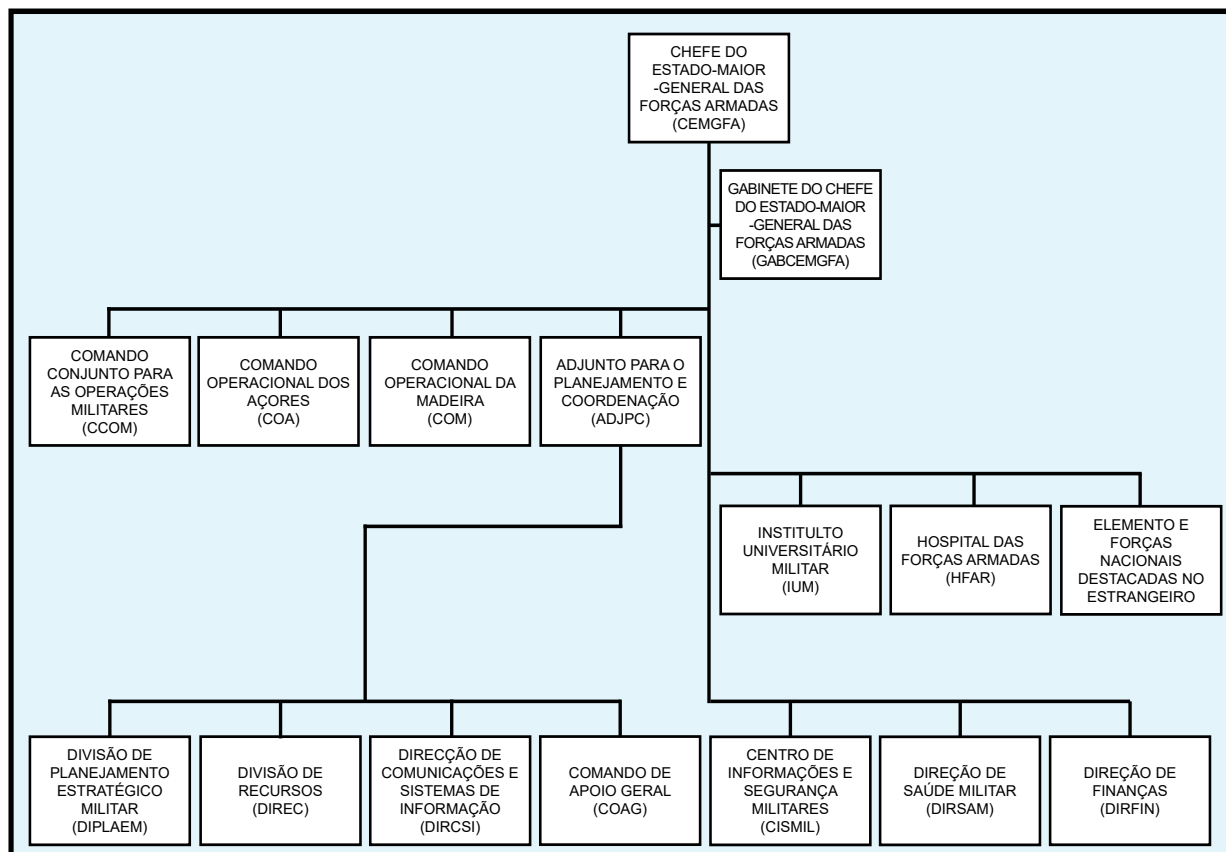 CHEFE DO
ESTADO-MAIOR
-GENERAL DAS
FORÇAS ARMADAS
(CEMGFA)
GABINETE DO CHEFE
DO ESTADO-MAIOR
-GENERAL DAS
FORÇAS ARMADAS
(GABCEMGFA)
COMANDO
CONJUNTO PARA
AS OPERAÇÕES
MILITARES
(CCOM)
COMANDO
OPERACIONAL DOS
AÇORES
(COA)
COMANDO
OPERACIONAL DA
MADEIRA
(COM)
ADJUNTO PARA O
PLANEJAMENTO E
COORDENAÇÃO
(ADJPC)
INSTITULTO
UNIVERSITÁRIO
MILITAR
(IUM)
HOSPITAL DAS
FORÇAS ARMADAS
(HFAR)
ELEMENTO E
FORÇAS
NACIONAIS
DESTACADAS NO
ESTRANGEIRO
DIVISÃO DE
PLANEJAMENTO
ESTRATÉGICO
MILITAR
(DIPLAEM)
DIVISÃO DE
RECURSOS
(DIREC)
DIRECÇÃO DE
COMUNICAÇÕES E
SISTEMAS DE
INFORMAÇÃO
(DIRCSI)
COMANDO DE
APOIO GERAL
(COAG)
CENTRO DE
INFORMAÇÕES E
SEGURANÇA
MILITARES
(CISMIL)
DIREÇÃO DE
SAÚDE MILITAR
(DIRSAM)
DIREÇÃO DE
FINANÇAS
(DIRFIN)